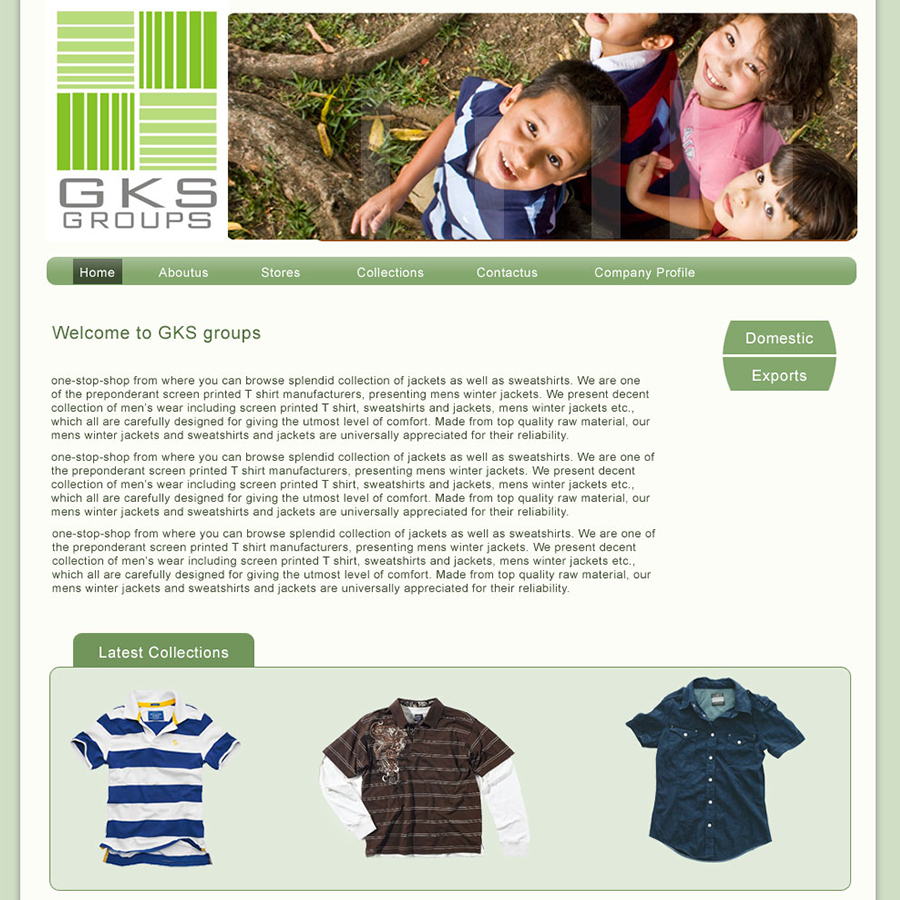 GKS
GROUPS
Home Aboutus Stores Collections Contactus Company Profile
Welcome to GKS groups
Domestic
Exports
one-stop-shop from where you can browse splendid collection of jackets as well as sweatshirts. We are one
of the preponderant screen printed T shirt manufacturers, presenting mens winter jackets. We present decent
collection of men's wear including screen printed T shirt, sweatshirts and jackets, mens winter jackets etc.,
which all are carefully designed for giving the utmost level of comfort. Made from top quality raw material, our
mens winter jackets and sweatshirts and jackets are universally appreciated for their reliability.
one-stop-shop from where you can browse splendid collection of jackets as well as sweatshirts. We are one of
the preponderant screen printed T shirt manufacturers, presenting mens winter jackets. We present decent
collection of men's wear including screen printed T shirt, sweatshirts and jackets, mens winter jackets etc.,
which all are carefully designed for giving the utmost level of comfort. Made from top quality raw material, our
mens winter jackets and sweatshirts and jackets are universally appreciated for their reliability.
one-stop-shop from where you can browse splendid collection of jackets as well as sweatshirts. We are one of
the preponderant screen printed T shirt manufacturers, presenting mens winter jackets. We present decent
collection of men's wear including screen printed T shirt, sweatshirts and jackets, mens winter jackets etc.,
which all are carefully designed for giving the utmost level of comfort. Made from top quality raw material, our
mens winter jackets and sweatshirts and jackets are universally appreciated for their reliability.
Latest Collections